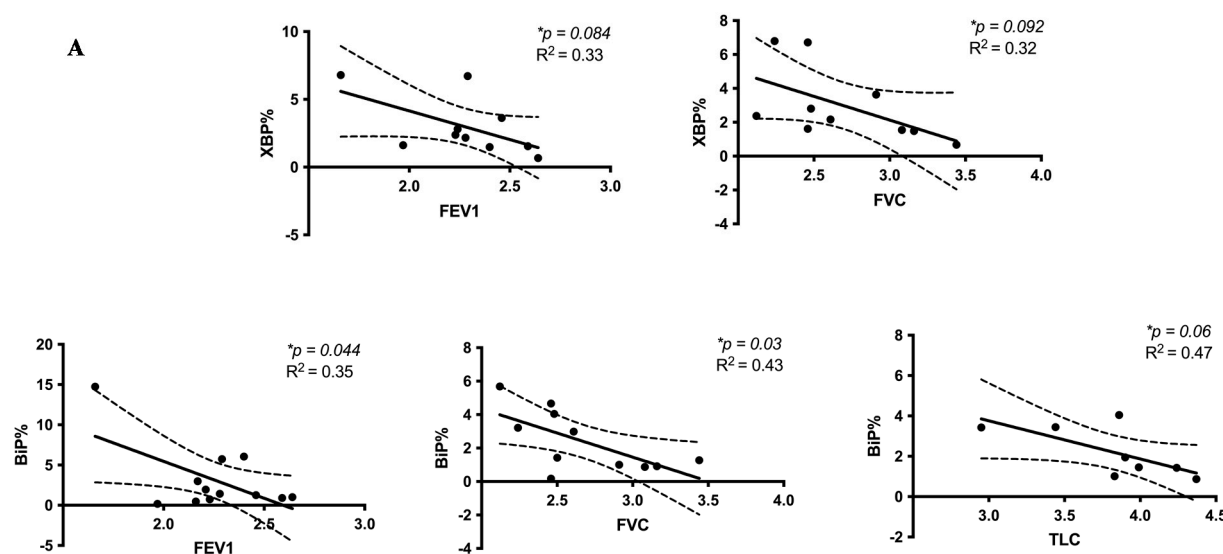 A
10
5
0
-5
XBP%
2.0
2.5
3.0
FEV1
*p = 0.084
R² = 0.33
8
6
4
2
0
-2
-4
XBP%
2.5
3.0
3.5
4.0
FVC
*p = 0.092
R² = 0.32
20
15
10
5
0
-5
BiP%
2.0
2.5
3.0
FEV1
*p = 0.044
R² = 0.35
8
6
4
2
0
-2
-4
BiP%
2.5
3.0
3.5
4.0
FVC
*p = 0.03
R² = 0.43
8
6
4
2
0
-2
BiP%
3.0
3.5
4.0
4.5
TLC
*p = 0.06
R² = 0.47